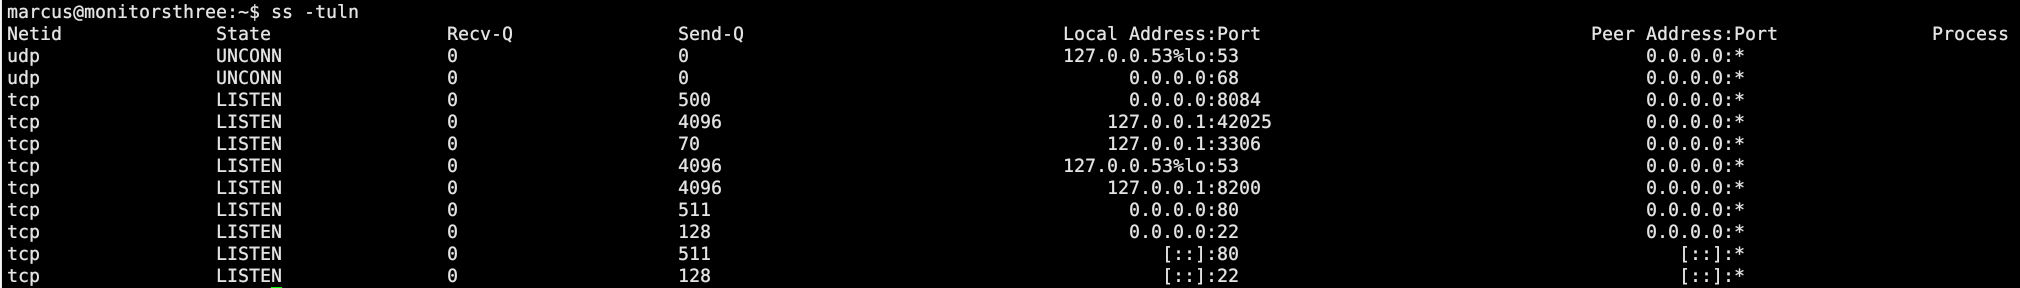 marcus@monitorsthree:~$ ss -tuln
Netid State Recv-Q Send-Q Local Address:Port Peer Address:Port Process
udp UNCONN 0 0 127.0.0.53%lo:53 0.0.0.0:*
udp UNCONN 0 0 0.0.0.0:68 0.0.0.0:*
tcp LISTEN 0 500 0.0.0.0:8084 0.0.0.0:*
tcp LISTEN 0 4096 127.0.0.1:42025 0.0.0.0:*
tcp LISTEN 0 70 127.0.0.1:3306 0.0.0.0:*
tcp LISTEN 0 4096 127.0.0.53%lo:53 0.0.0.0:*
tcp LISTEN 0 4096 127.0.0.1:8200 0.0.0.0:*
tcp LISTEN 0 511 0.0.0.0:80 0.0.0.0:*
tcp LISTEN 0 128 0.0.0.0:22 0.0.0.0:*
tcp LISTEN 0 511 [::]:80 [::]:*
tcp LISTEN 0 128 [::]:22 [::]:*